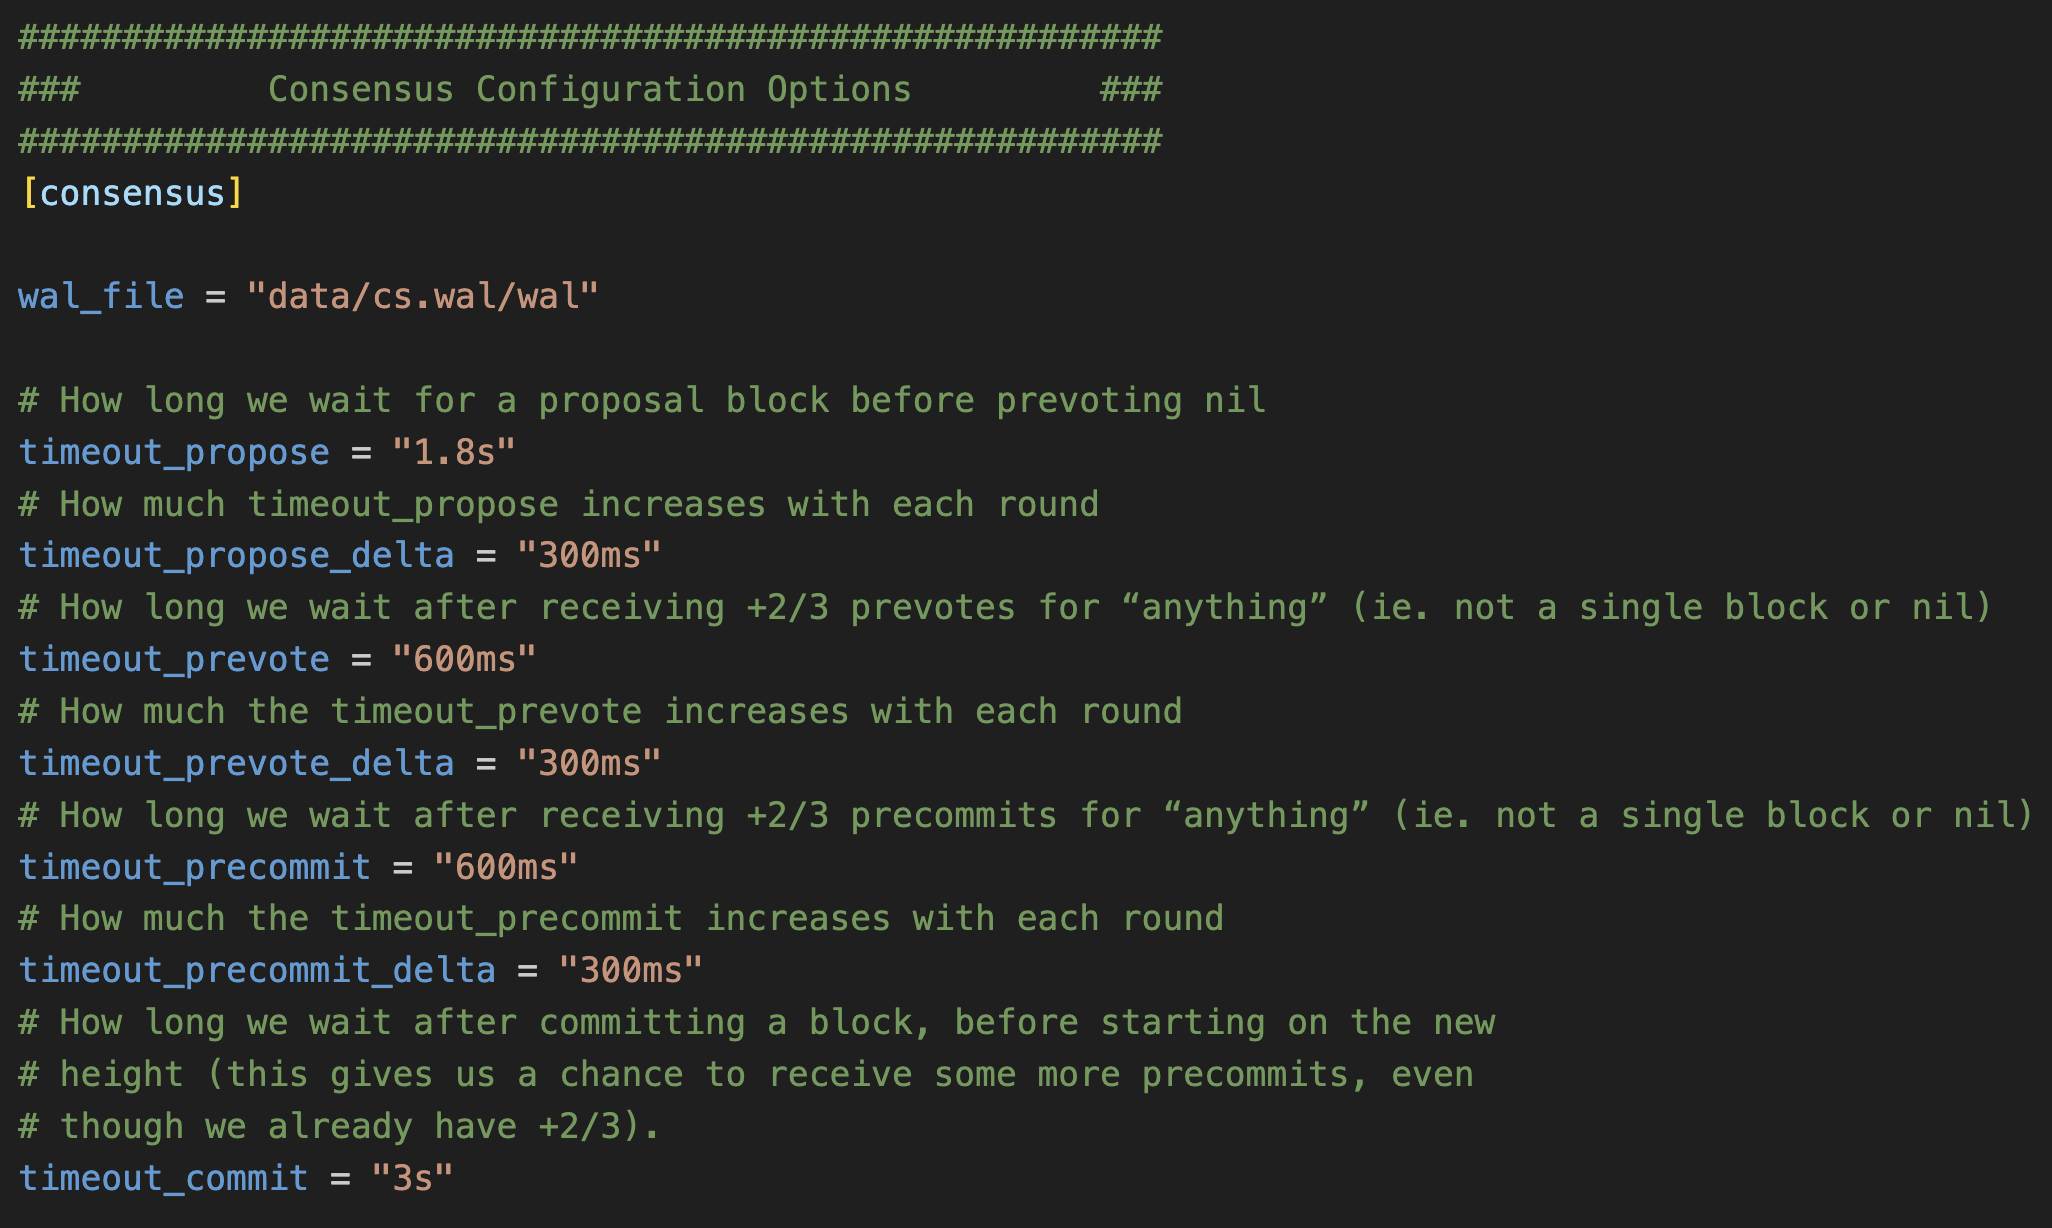 #######################################################
###         Consensus Configuration Options         ###
#######################################################
[consensus]

wal_file = "data/cs.wal/wal"

# How long we wait for a proposal block before prevoting nil
timeout_propose = "1.8s"
# How much timeout_propose increases with each round
timeout_propose_delta = "300ms"
# How long we wait after receiving +2/3 prevotes for “anything” (ie. not a single block or nil)
timeout_prevote = "600ms"
# How much the timeout_prevote increases with each round
timeout_prevote_delta = "300ms"
# How long we wait after receiving +2/3 precommits for “anything” (ie. not a single block or nil)
timeout_precommit = "600ms"
# How much the timeout_precommit increases with each round
timeout_precommit_delta = "300ms"
# How long we wait after committing a block, before starting on the new
# height (this gives us a chance to receive some more precommits, even
# though we already have +2/3).
timeout_commit = "3s"